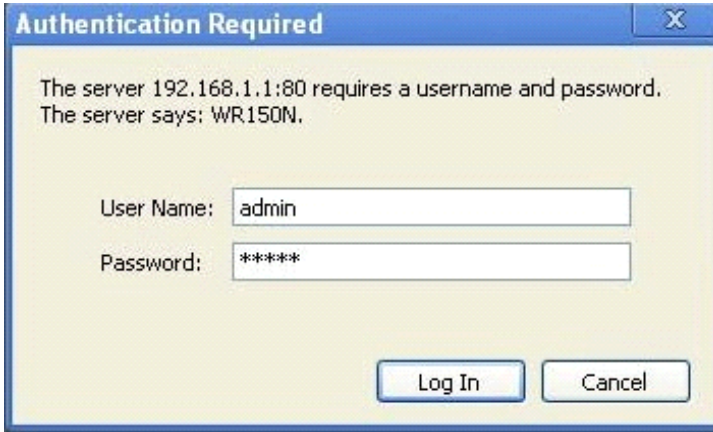 Authentication Required
X
The server 192.168.1.1:80 requires a username and password.
The server says: WR150N.
User Name: admin
Password: *****
Log In Cancel